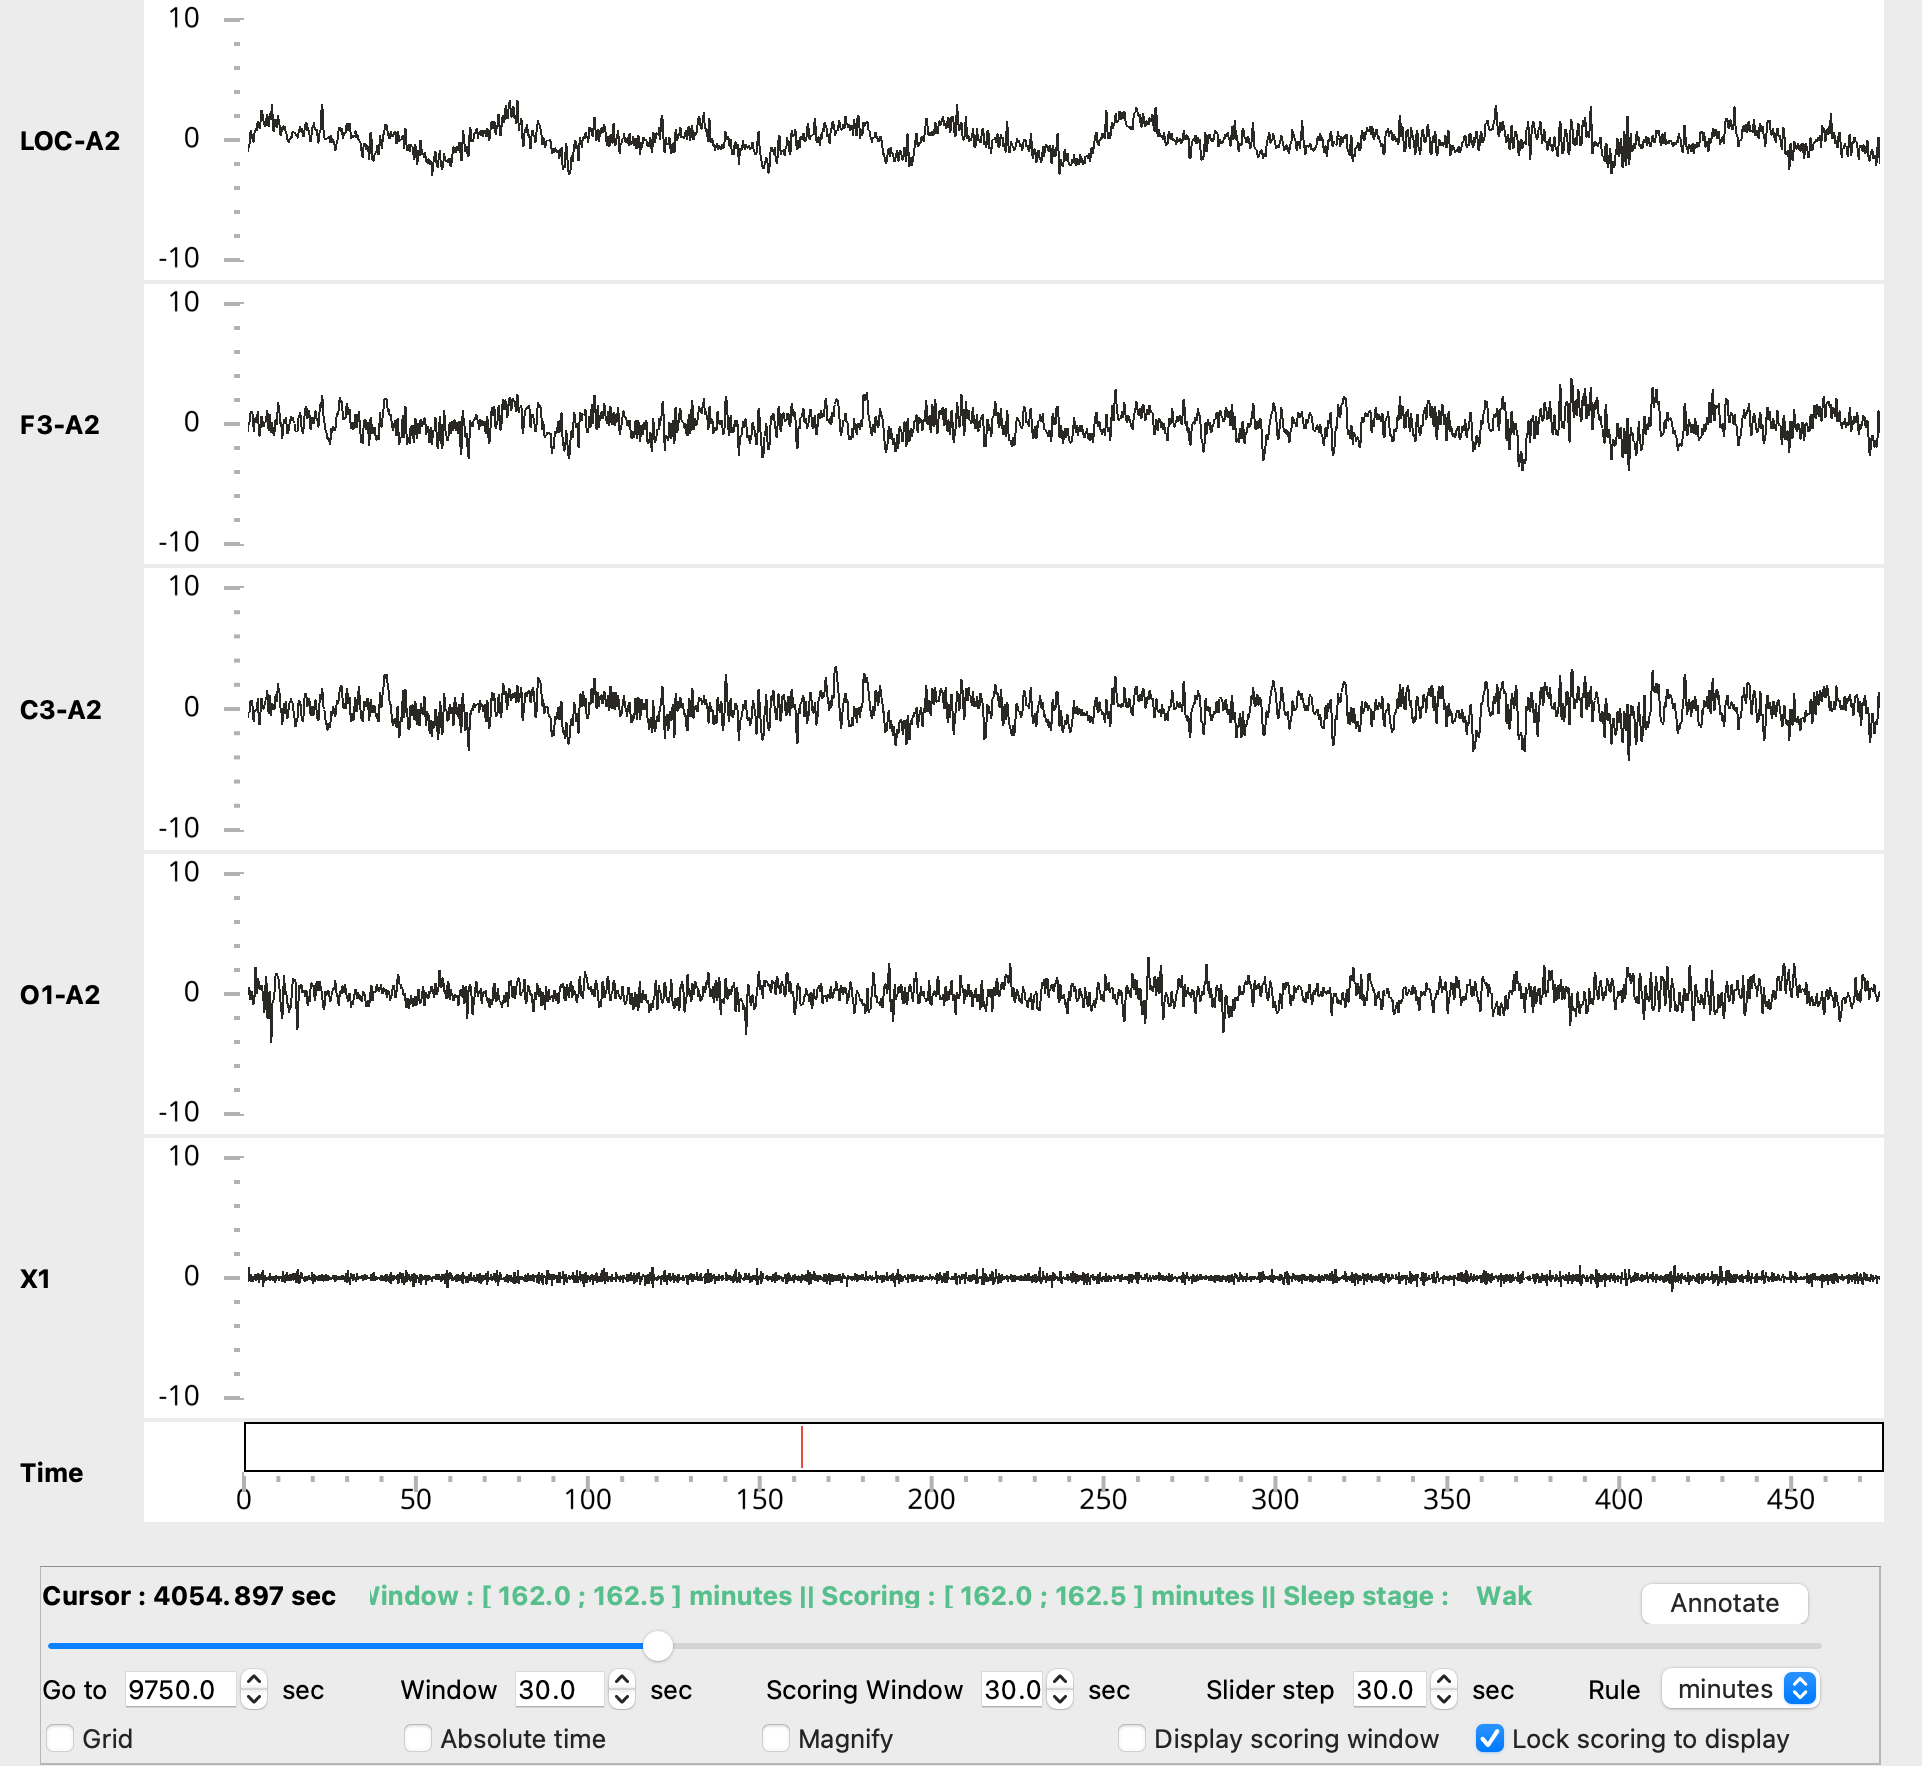 10
LOC-A2 0
-10
10
F3-A2 0
-10
10
C3-A2 0
-10
10
O1-A2 0
-10
10
X1 0
-10
Time
0 50 100 150 200 250 300 350 400 450
Cursor : 4054.897 sec Window : [ 162.0 ; 162.5 ] minutes || Scoring : [ 162.0 ; 162.5 ] minutes || Sleep stage : Wak Annotate
Go to 9750.0 sec Window 30.0 sec Scoring Window 30.0 sec Slider step 30.0 sec Rule minutes
Grid Absolute time Magnify Display scoring window Lock scoring to display